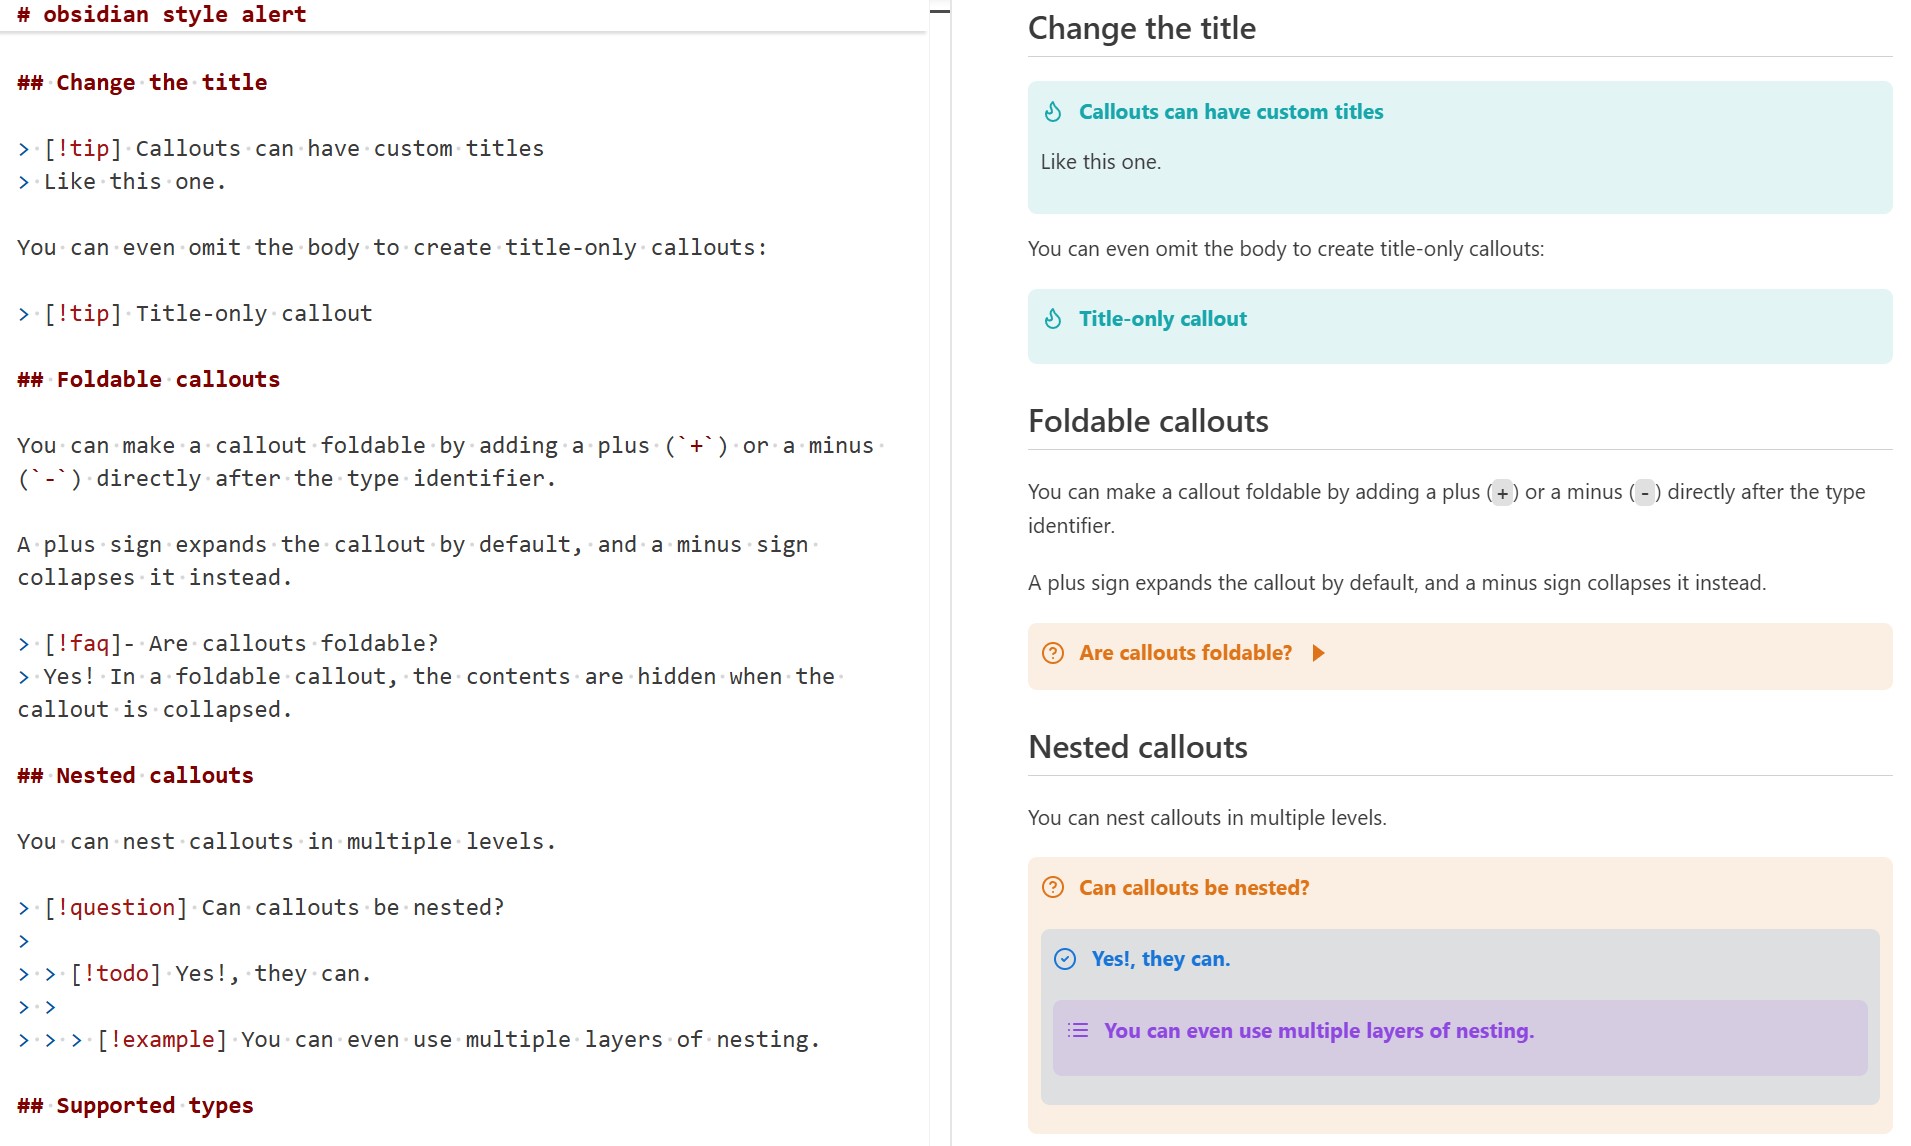 # obsidian style alert
## Change the title
> [!tip] Callouts can have custom titles
> Like this one.
You can even omit the body to create title-only callouts:
> [!tip] Title-only callout
## Foldable callouts
You can make a callout foldable by adding a plus (`+`) or a minus
(`-`) directly after the type identifier.
A plus sign expands the callout by default, and a minus sign
collapses it instead.
> [!faq]- Are callouts foldable?
> Yes! In a foldable callout, the contents are hidden when the
callout is collapsed.
## Nested callouts
You can nest callouts in multiple levels.
> [!question] Can callouts be nested?
>
> > [!todo] Yes!, they can.
> >
> > > [!example] You can even use multiple layers of nesting.
## Supported types
Change the title
Callouts can have custom titles
Like this one.
You can even omit the body to create title-only callouts:
Title-only callout
Foldable callouts
You can make a callout foldable by adding a plus (+) or a minus (-) directly after the type
identifier.
A plus sign expands the callout by default, and a minus sign collapses it instead.
Are callouts foldable?
Nested callouts
You can nest callouts in multiple levels.
Can callouts be nested?
Yes!, they can.
You can even use multiple layers of nesting.